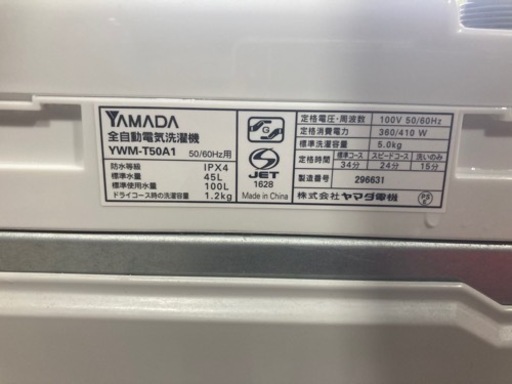 YAMADA
全自動電気洗濯機
YWM-T50A1 50/60Hz用
防水等級 IPX4
標準水量 45L
標準使用水量 100L
ドライコース時の洗濯容量 1.2kg
G
S
JET
1628
Made in China
定格電圧・周波数 100V 50/60Hz
定格消費電力 360/410 W
標準洗濯容量 5.0kg
定格時間 標準コース スピードコース 洗いのみ
34分 24分 15分
製造番号 296631
株式会社ヤマダ電機